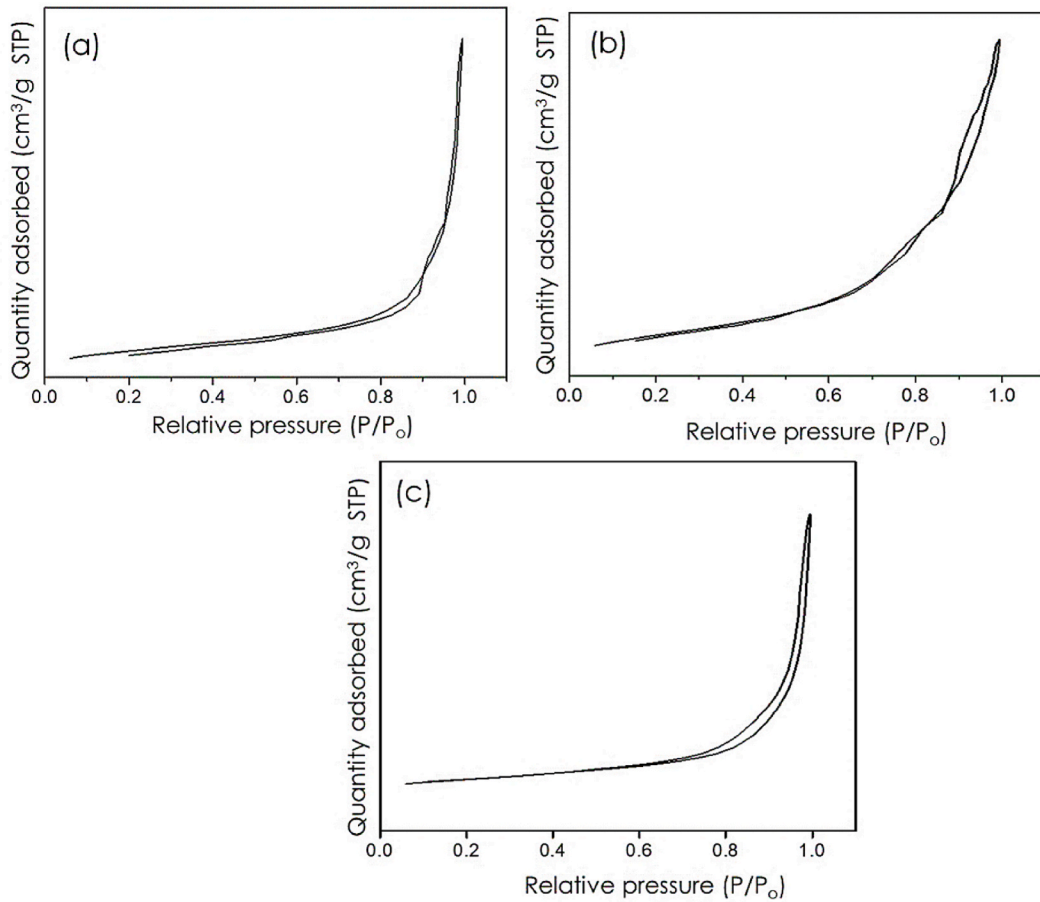 (a)
Quantity adsorbed (cm³/g STP)
0.0 0.2 0.4 0.6 0.8 1.0
Relative pressure (P/Pₒ)
(b)
Quantity adsorbed (cm³/g STP)
0.0 0.2 0.4 0.6 0.8 1.0
Relative pressure (P/Pₒ)
(c)
Quantity adsorbed (cm³/g STP)
0.0 0.2 0.4 0.6 0.8 1.0
Relative pressure (P/Pₒ)